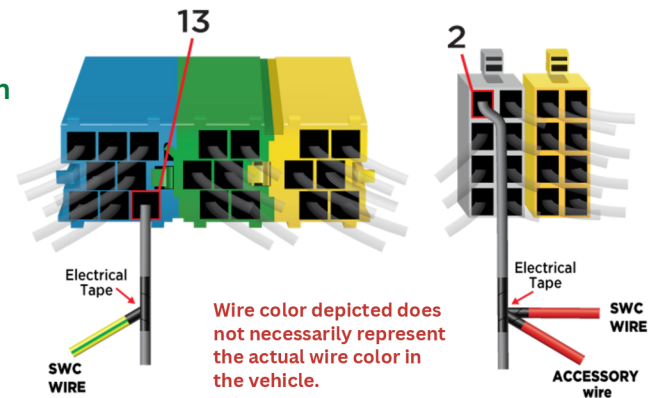 13
2
n
Electrical
Tape
SWC
WIRE
Wire color depicted does
not necessarily represent
the actual wire color in
the vehicle.
Electrical
Tape
SWC
WIRE
ACCESSORY
wire